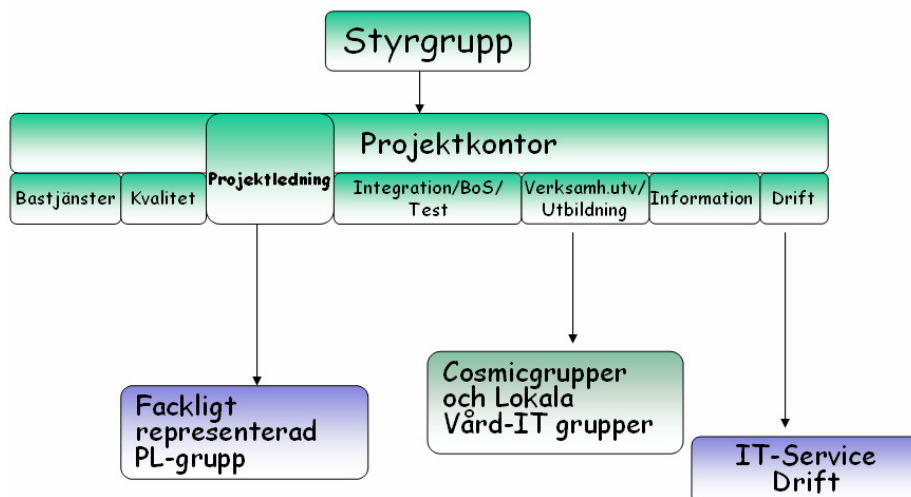 Styrgrupp
Projektkontor
Bastjänster
Kvalitet
Projektledning
Integration/BoS/
Test
Verksamh.utv/
Utbildning
Information
Drift
Fackligt
representerad
PL-grupp
Cosmicgrupper
och Lokala
Vård-IT grupper
IT-Service
Drift